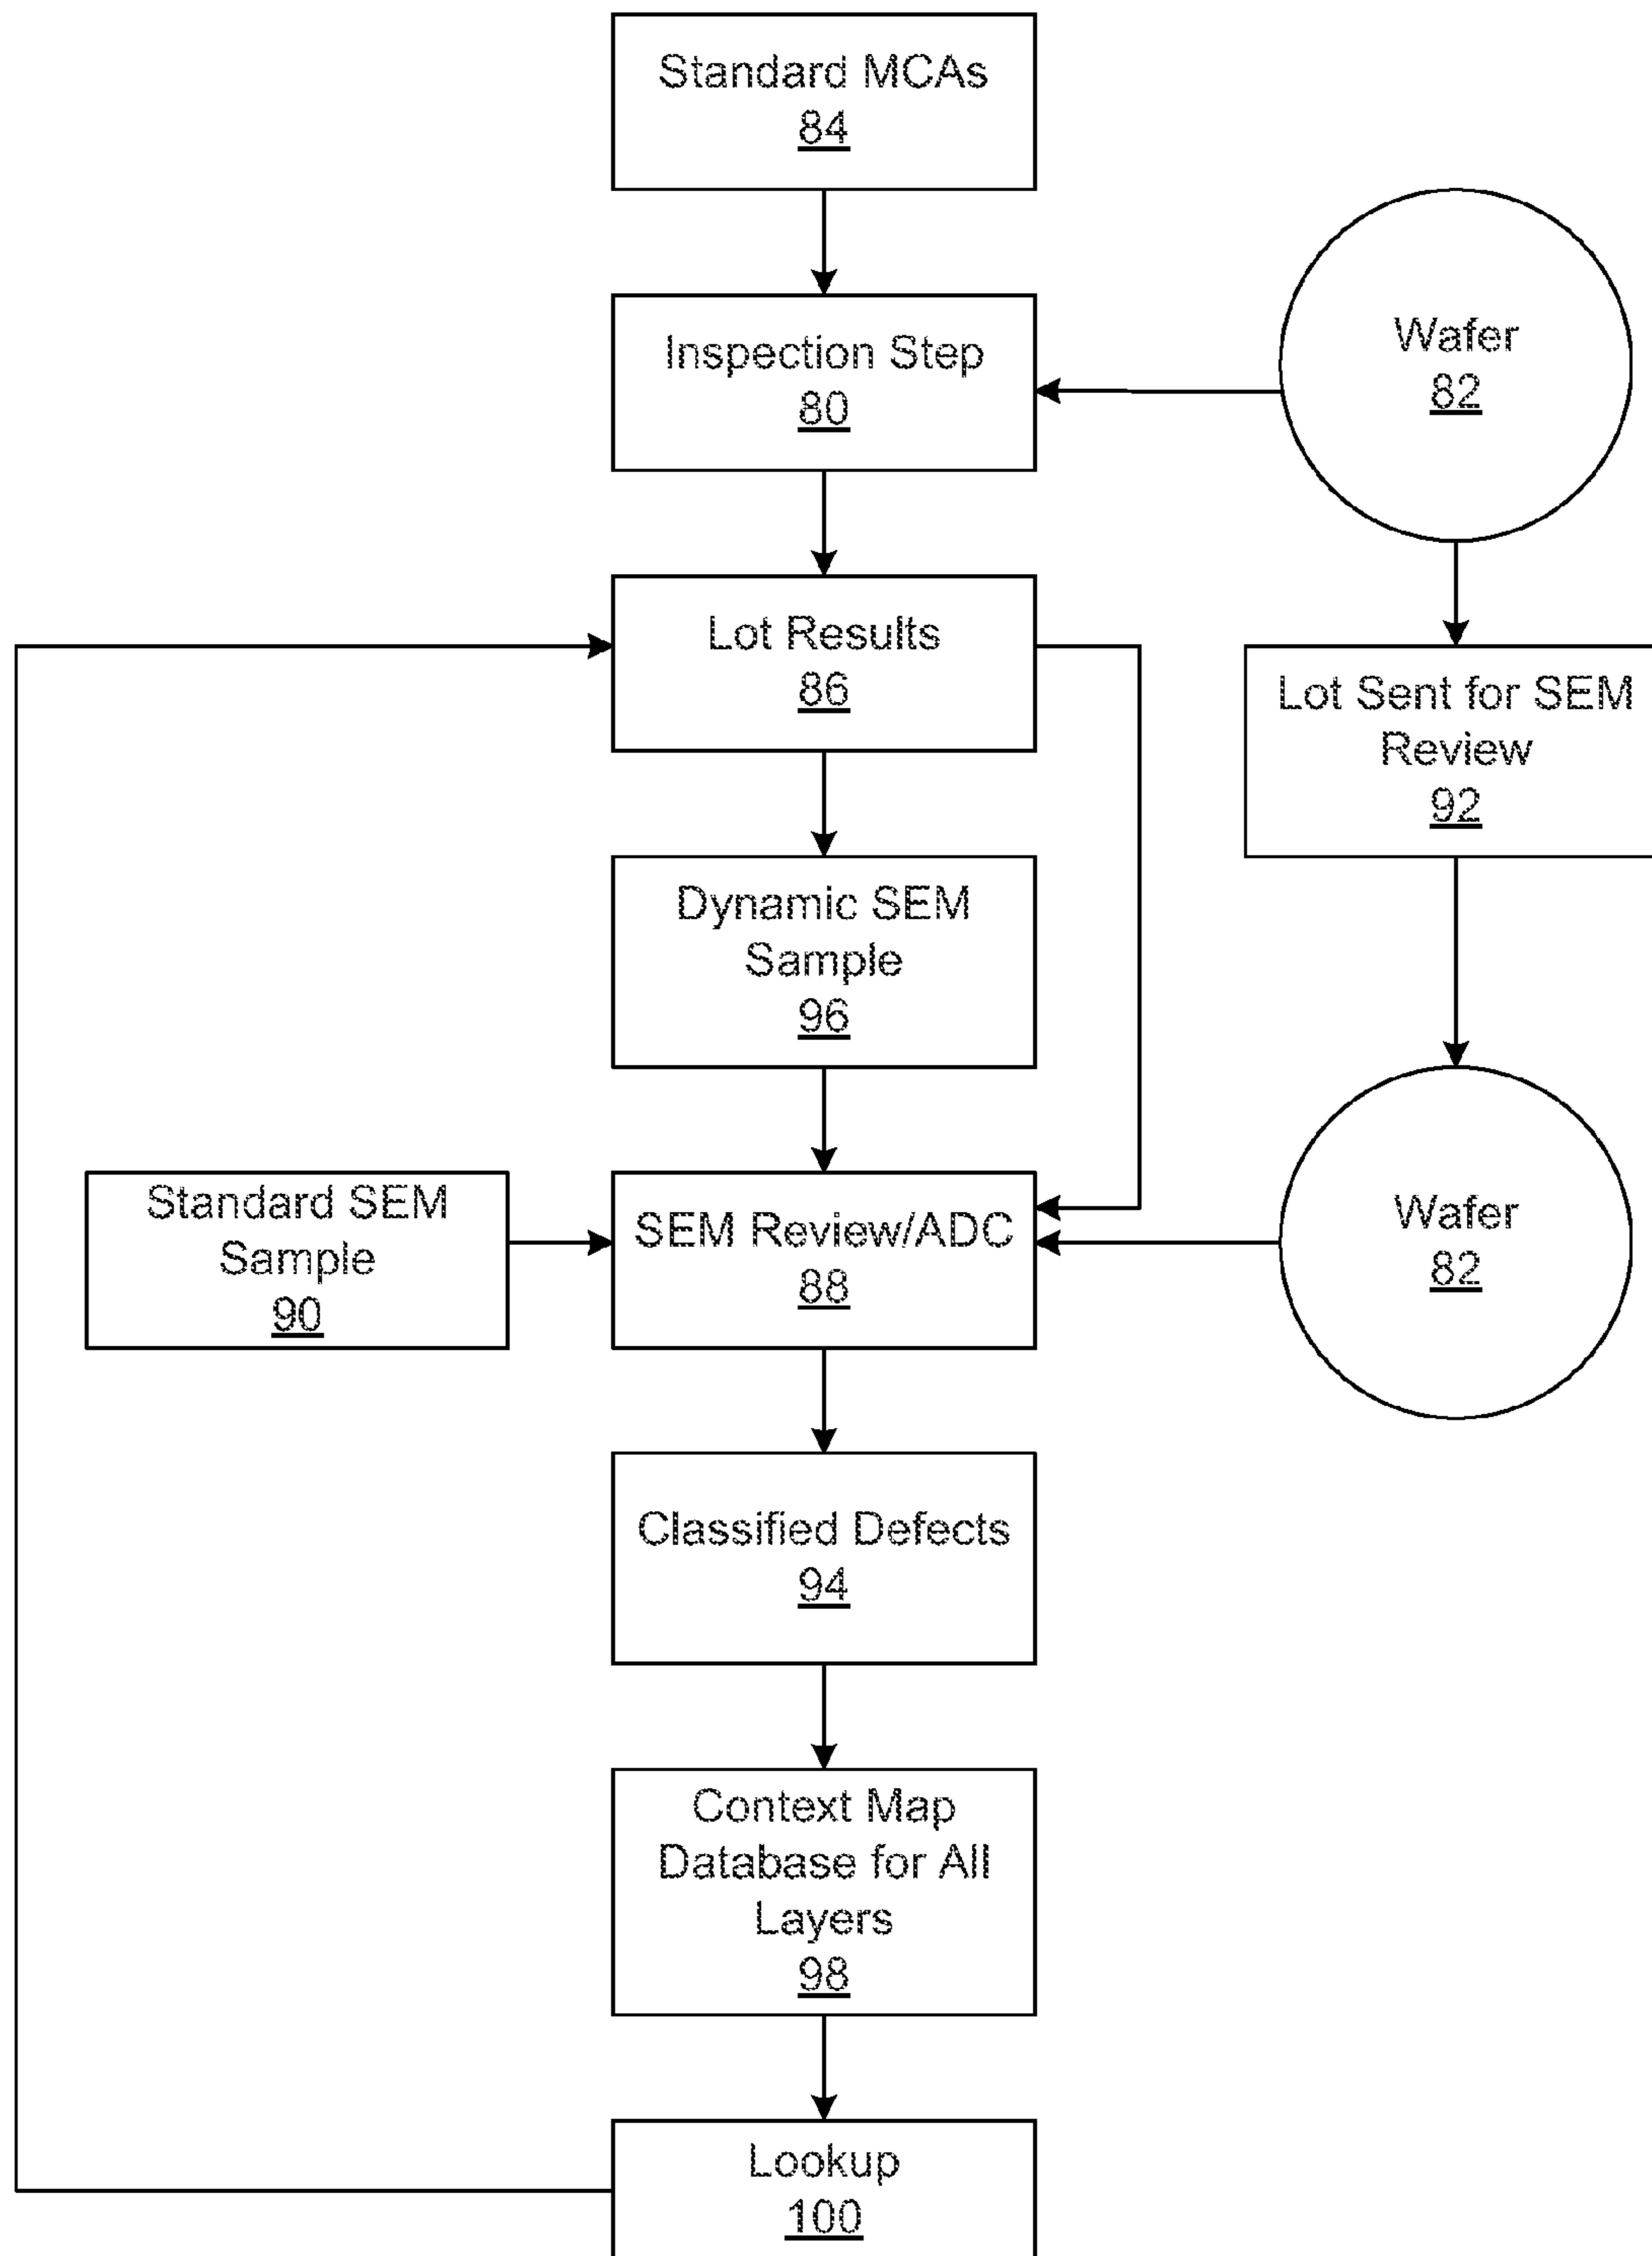 Standard MCAs
84
Inspection Step
80
Wafer
82
Lot Results
86
Lot Sent for SEM
Review
92
Dynamic SEM
Sample
96
Standard SEM
Sample
90
SEM Review/ADC
88
Wafer
82
Classified Defects
94
Context Map
Database for All
Layers
98
Lookup
100